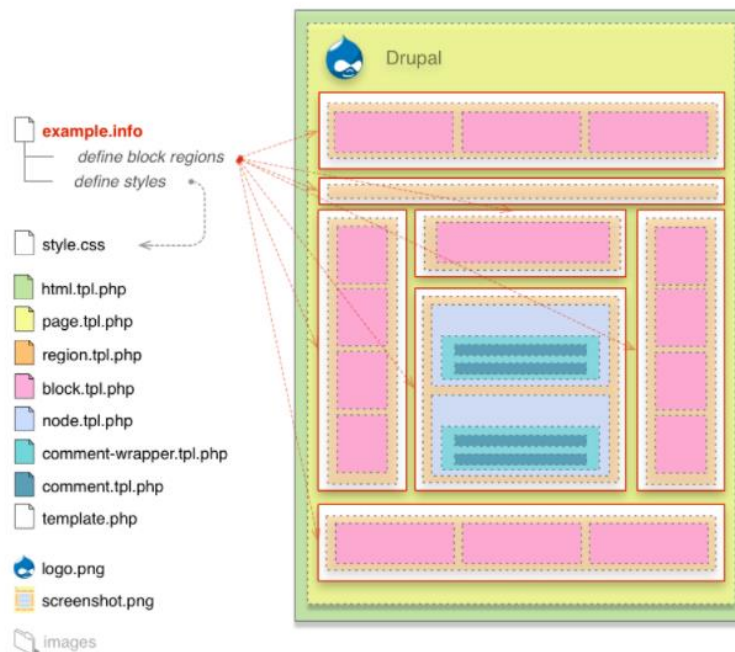 Drupal
example.info
define block regions
define styles
style.css
html.tpl.php
page.tpl.php
region.tpl.php
block.tpl.php
node.tpl.php
comment-wrapper.tpl.php
comment.tpl.php
template.php
logo.png
screenshot.png
images